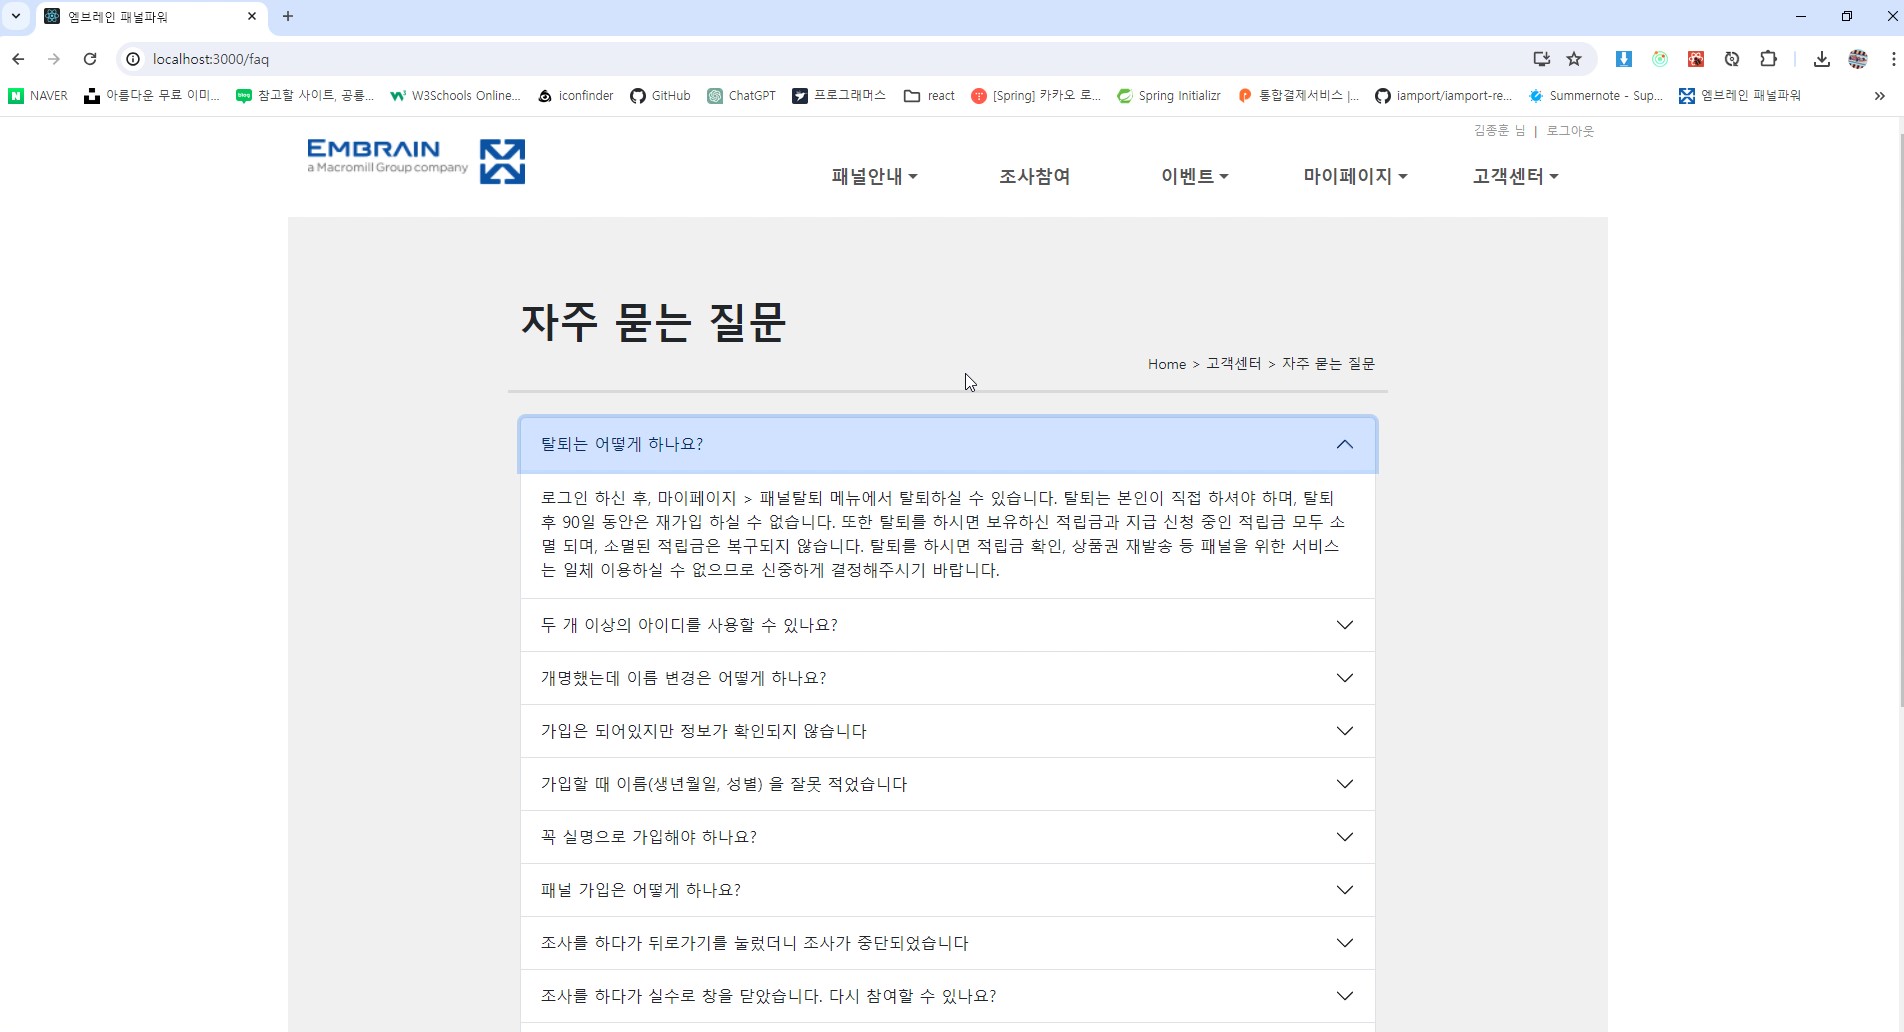 엠브레인 패널파워
localhost:3000/faq
NAVER
아름다운 무료 이미...
참고할 사이트, 공룡...
W3Schools Online...
iconfinder
GitHub
ChatGPT
프로그래머스
react
[Spring] 카카오 로...
Spring Initializr
통합결제서비스 |...
iamport/iamport-re...
Summernote - Sup...
엠브레인 패널파워
김종훈 님 | 로그아웃
EMBRAIN
a Macromill Group company
패널안내
조사참여
이벤트
마이페이지
고객센터
자주 묻는 질문
Home > 고객센터 > 자주 묻는 질문
탈퇴는 어떻게 하나요?
로그인 하신 후, 마이페이지 > 패널탈퇴 메뉴에서 탈퇴하실 수 있습니다. 탈퇴는 본인이 직접 하셔야 하며, 탈퇴
후 90일 동안은 재가입 하실 수 없습니다. 또한 탈퇴를 하시면 보유하신 적립금과 지급 신청 중인 적립금 모두 소
멸 되며, 소멸된 적립금은 복구되지 않습니다. 탈퇴를 하시면 적립금 확인, 상품권 재발송 등 패널을 위한 서비스
는 일체 이용하실 수 없으므로 신중하게 결정해주시기 바랍니다.
두 개 이상의 아이디를 사용할 수 있나요?
개명했는데 이름 변경은 어떻게 하나요?
가입은 되어있지만 정보가 확인되지 않습니다
가입할 때 이름(생년월일, 성별) 을 잘못 적었습니다
꼭 실명으로 가입해야 하나요?
패널 가입은 어떻게 하나요?
조사를 하다가 뒤로가기를 눌렀더니 조사가 중단되었습니다
조사를 하다가 실수로 창을 닫았습니다. 다시 참여할 수 있나요?